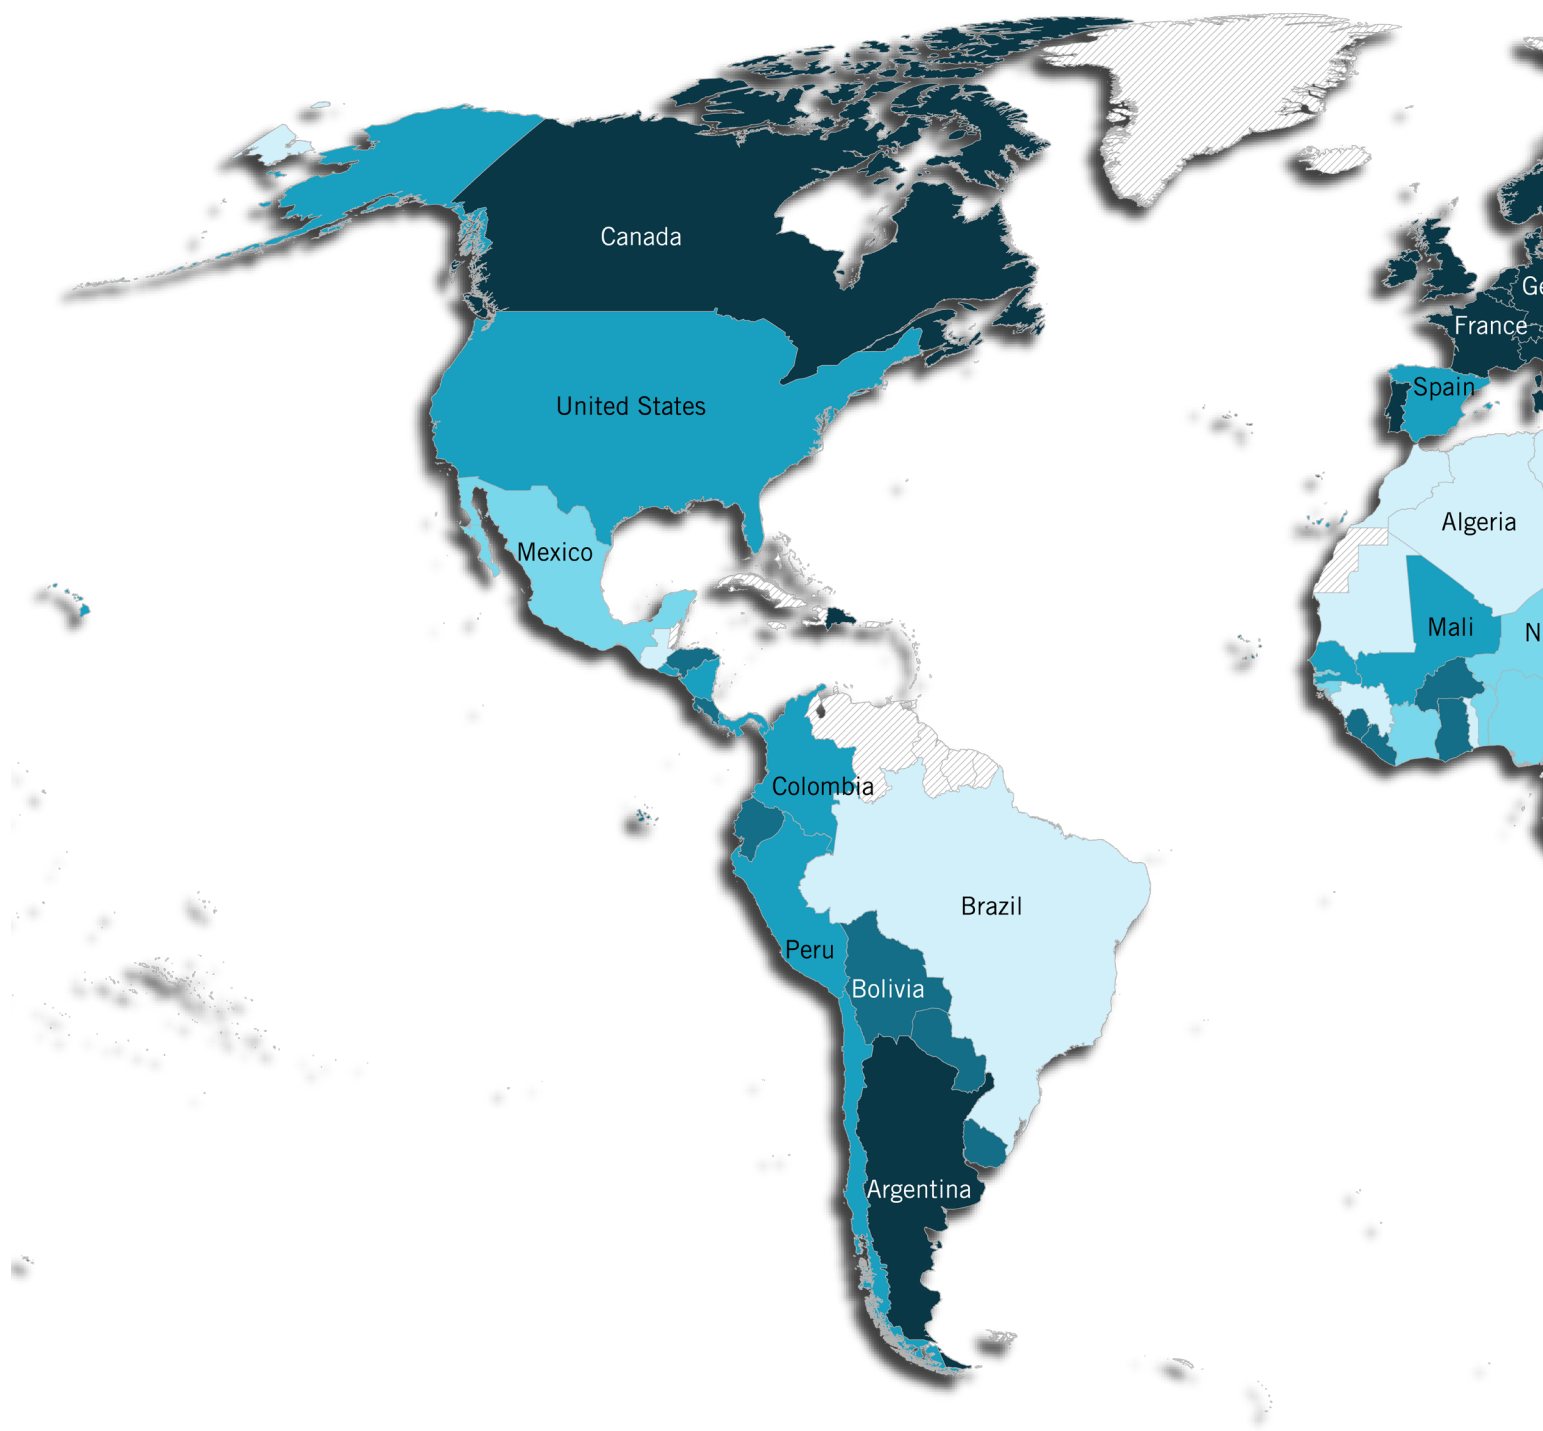 Canada
Ge
France
United States
Spain
Algeria
Mexico
Mali
N
Colombia
Brazil
Peru
Bolivia
Argentina